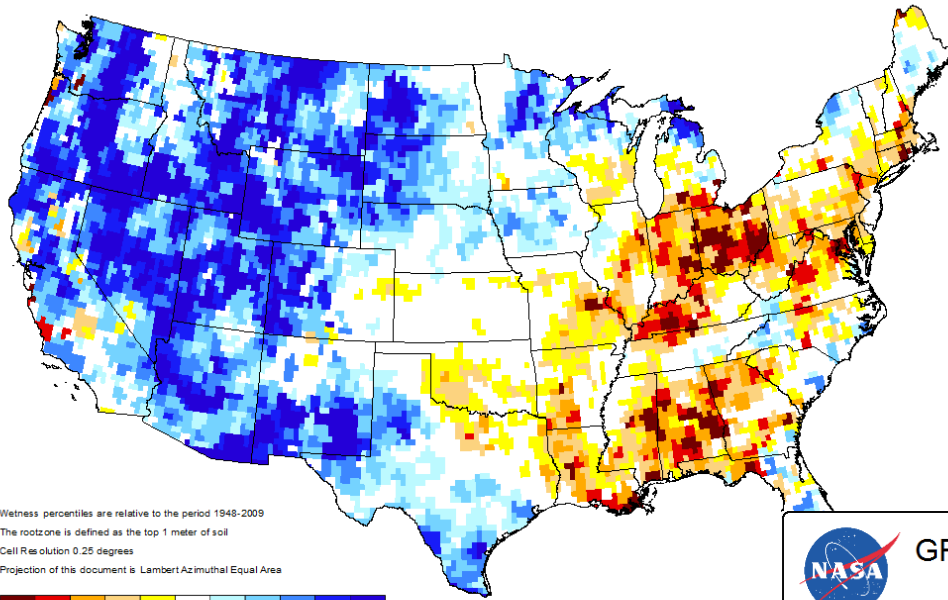 Wetness percentiles are relative to the period 1948-2009
The rootzone is defined as the top 1 meter of soil
Cell Resolution 0.25 degrees
Projection of this document is Lambert Azimuthal Equal Area
NASA